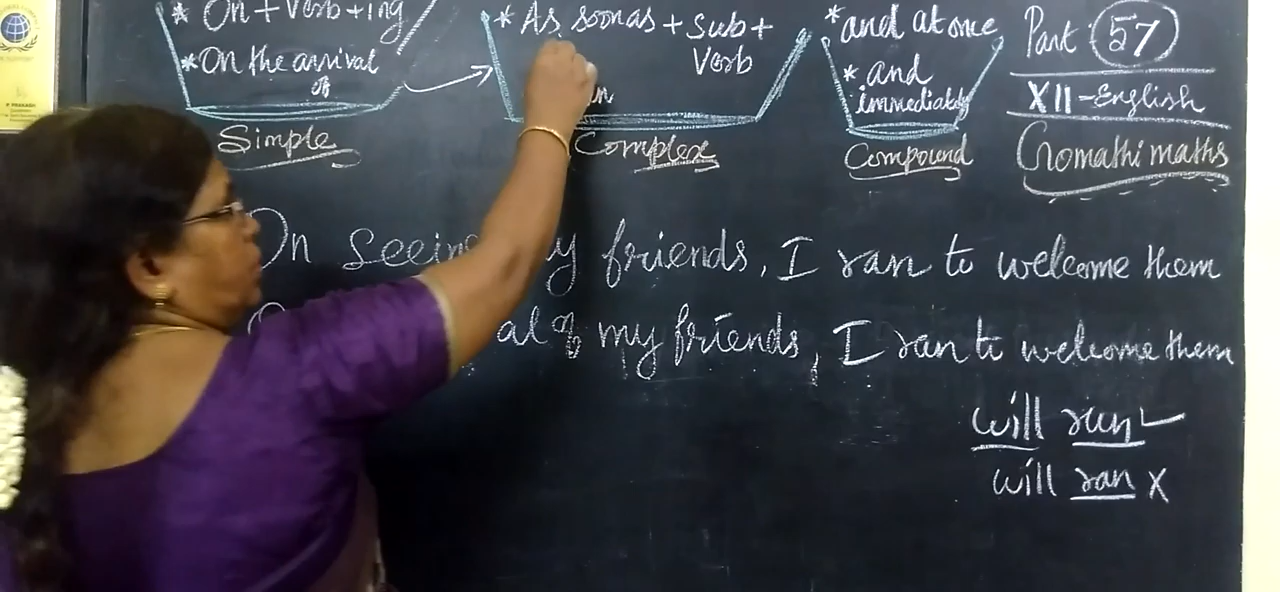 * On + Verb + ing
* On the arrival
of
Simple
* As soon as + Sub +
Verb
Complex
* and at once
* and
immediately
Compound
Part 57
XII-English
Gomathi maths
On seeing my friends, I ran to welcome them
al of my friends, I ran to welcome them
will run ✓
will ran X